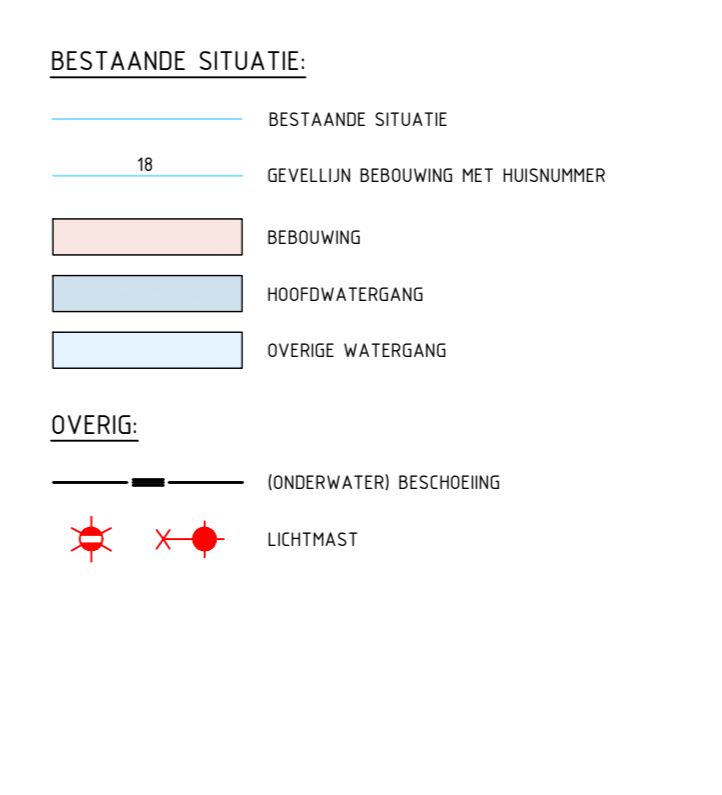 BESTAANDE SITUATIE:
BESTAANDE SITUATIE
18
GEVELLIJN BEBOUWING MET HUISNUMMER
BEBOUWING
HOOFDWATERGANG
OVERIGE WATERGANG
OVERIG:
(ONDERWATER) BESCHOEIING
LICHTMAST